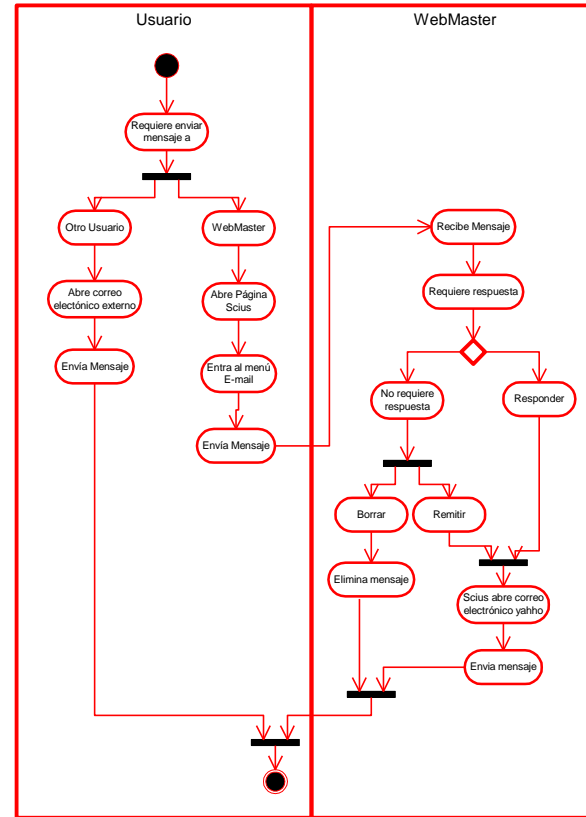 Usuario
WebMaster
Requiere enviar
mensaje a
Otro Usuario
WebMaster
Recibe Mensaje
Abre correo
electónico externo
Abre Página
Scius
Requiere respuesta
Envía Mensaje
Entra al menú
E-mail
No requiere
respuesta
Responder
Envía Mensaje
Borrar
Remitir
Elimina mensaje
Scius abre correo
electrónico yahho
Envia mensaje